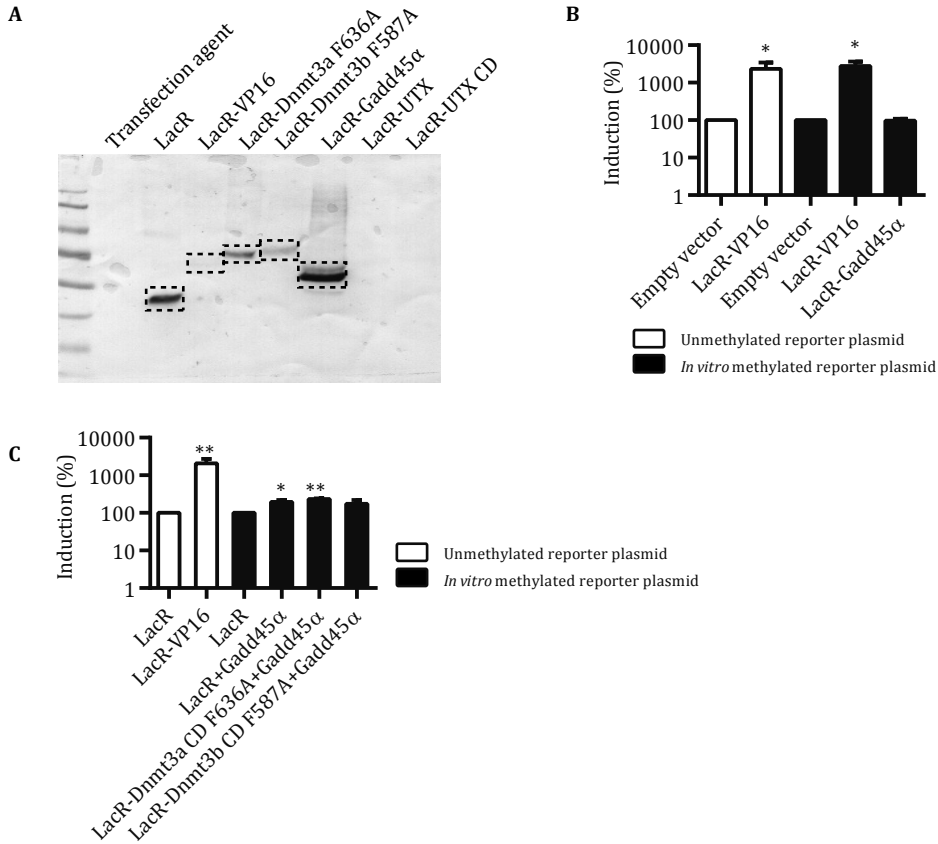 A
Transfection agent
LacR
LacR-VP16
LacR-Dnmt3a F636A
LacR-Dnmt3b F587A
LacR-Gadd45α
LacR-UTX
LacR-UTX CD
B
Induction (%)
10000
1000
100
10
1
*
*
Empty vector
LacR-VP16
Empty vector
LacR-VP16
LacR-Gadd45α
Unmethylated reporter plasmid
In vitro methylated reporter plasmid
C
Induction (%)
10000
1000
100
10
1
**
*
**
LacR
LacR-VP16
LacR
LacR+Gadd45α
LacR-Dnmt3a CD F636A+Gadd45α
LacR-Dnmt3b CD F587A+Gadd45α
Unmethylated reporter plasmid
In vitro methylated reporter plasmid